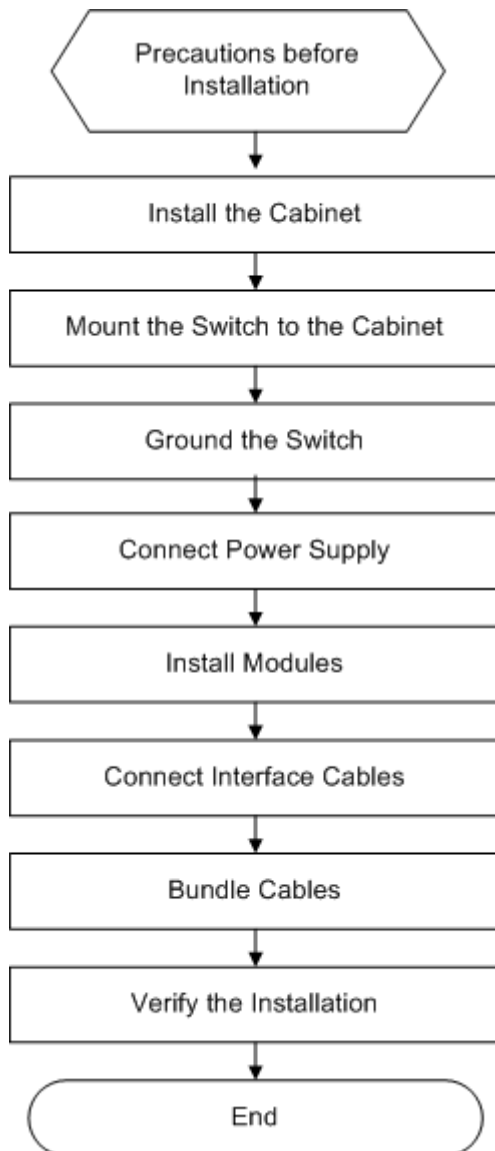 Precautions before
Installation
Install the Cabinet
Mount the Switch to the Cabinet
Ground the Switch
Connect Power Supply
Install Modules
Connect Interface Cables
Bundle Cables
Verify the Installation
End